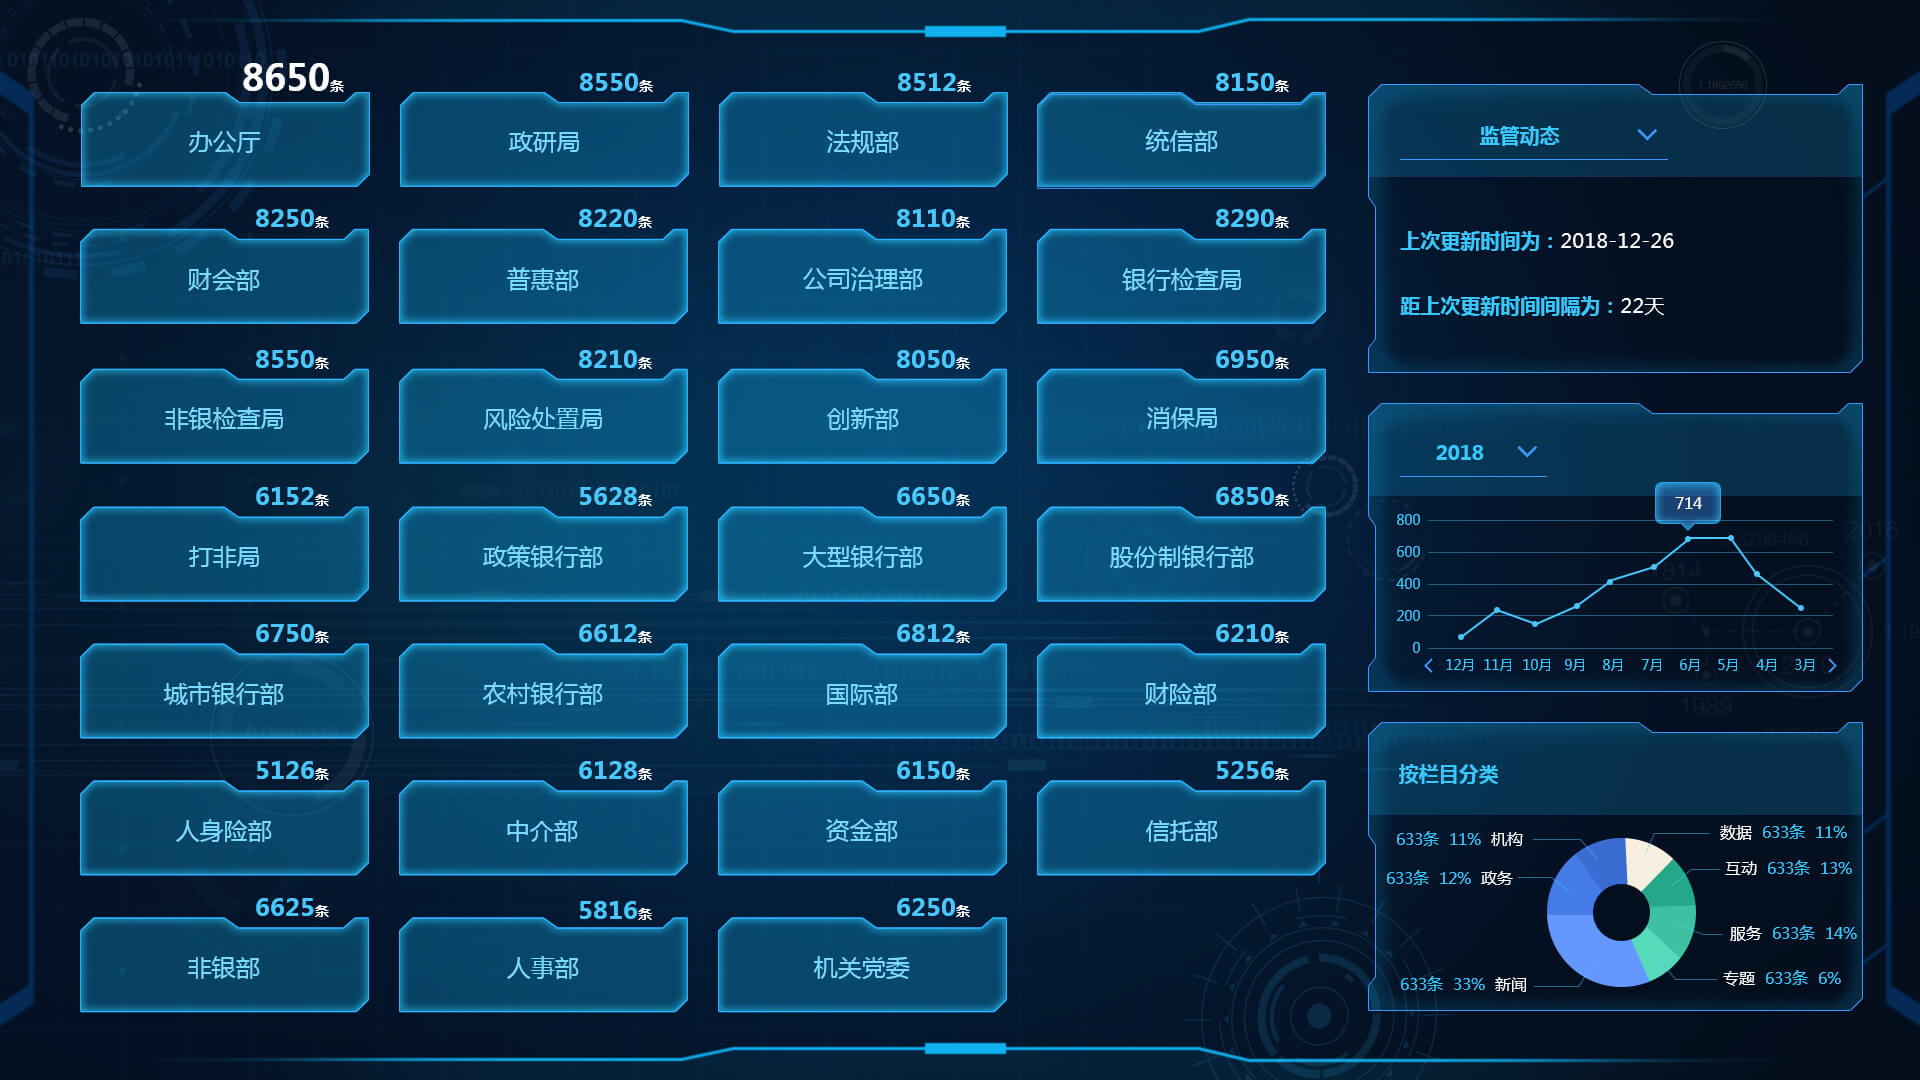 8650条
8550条
8512条
8150条
办公厅
政研局
法规部
统信部
8250条
8220条
8110条
8290条
财会部
普惠部
公司治理部
银行检查局
8550条
8210条
8050条
6950条
非银检查局
风险处置局
创新部
消保局
6152条
5628条
6650条
6850条
打非局
政策银行部
大型银行部
股份制银行部
6750条
6612条
6812条
6210条
城市银行部
农村银行部
国际部
财险部
5126条
6128条
6150条
5256条
人身险部
中介部
资金部
信托部
6625条
5816条
6250条
非银部
人事部
机关党委
1.1892656
监管动态
上次更新时间为：2018-12-26
距上次更新时间间隔为：22天
2018
714
800
600
400
200
0
12月 11月 10月 9月 8月 7月 6月 5月 4月 3月
2016
1989
按栏目分类
633条 11% 机构
数据 633条 11%
633条 12% 政务
互动 633条 13%
服务 633条 14%
633条 33% 新闻
专题 633条 6%